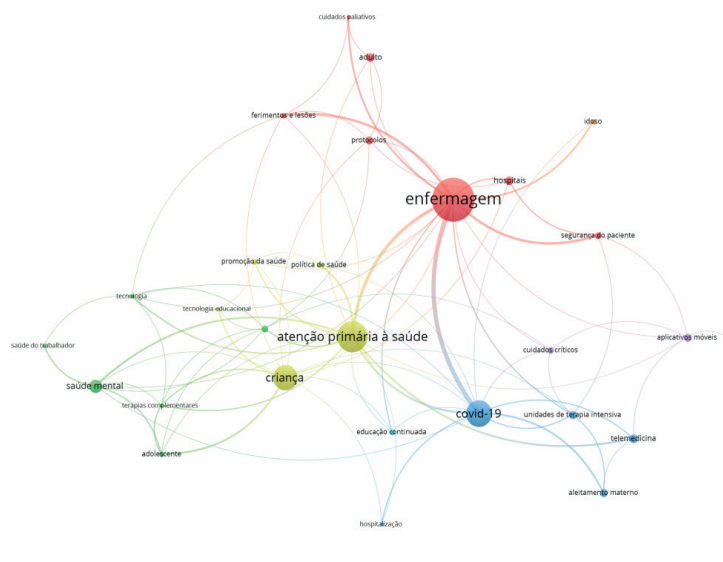 cuidados paliativos
adulto
ferimentos e lesões
idoso
protocolos
hospitais
enfermagem
segurança do paciente
promoção da saúde
política de saúde
tecnologia
tecnologia educacional
atenção primária à saúde
aplicativos móveis
saúde do trabalhador
cuidados críticos
criança
saúde mental
terapias complementares
covid-19
unidades de terapia intensiva
educação continuada
telemedicina
adolescente
aleitamento materno
hospitalização